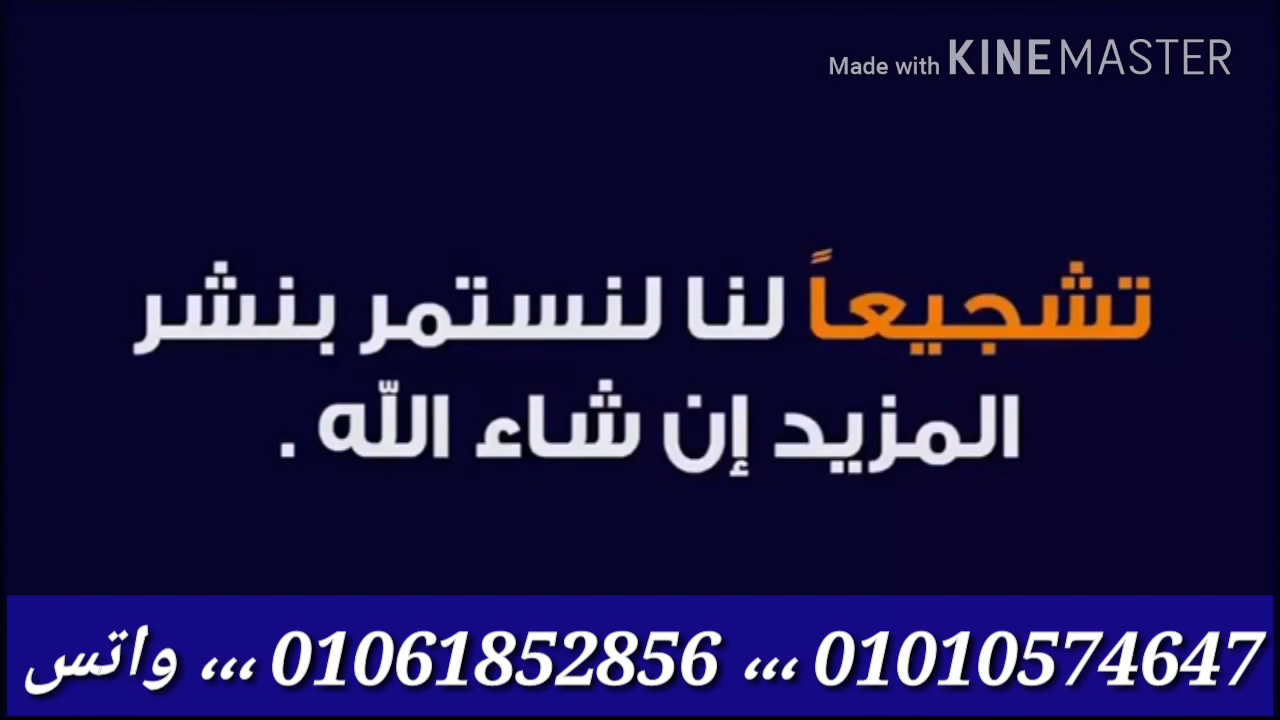 Made with KINEMASTER
تشجيعاً لنا لنستمر بنشر
المزيد إن شاء الله .
01010574647 ،،، 01061852856 ،،، واتس